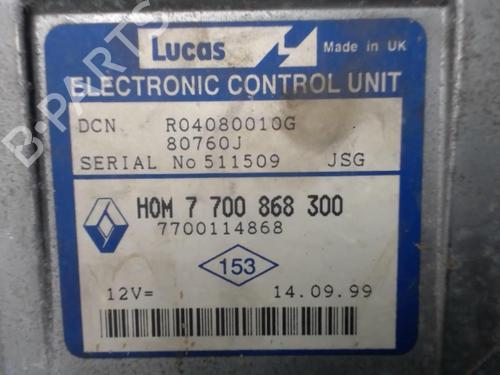 Lucas Made in UK
ELECTRONIC CONTROL UNIT
DCN R04080010G
80760J
SERIAL No 511509 JSG
HOM 7 700 868 300
7700114868
153
12V= 14.09.99
B-PARTS